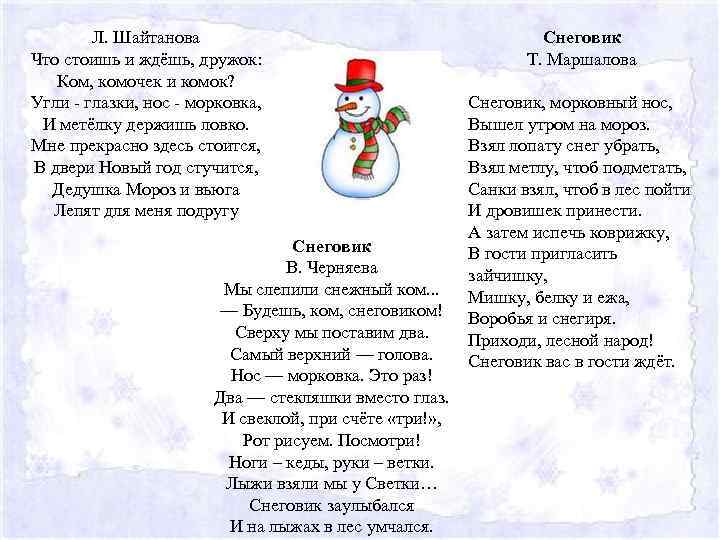 Л. Шайтанова
Что стоишь и ждёшь, дружок:
Ком, комочек и комок?
Угли - глазки, нос - морковка,
И метёлку держишь ловко.
Мне прекрасно здесь стоится,
В двери Новый год стучится,
Дедушка Мороз и вьюга
Лепят для меня подругу
Снеговик
В. Черняева
Мы слепили снежный ком...
— Будешь, ком, снеговиком!
Сверху мы поставим два.
Самый верхний — голова.
Нос — морковка. Это раз!
Два — стекляшки вместо глаз.
И свеклой, при счёте «три!»,
Рот рисуем. Посмотри!
Ноги – кеды, руки – ветки.
Лыжи взяли мы у Светки…
Снеговик заулыбался
И на лыжах в лес умчался.
Снеговик
Т. Маршалова
Снеговик, морковный нос,
Вышел утром на мороз.
Взял лопату снег убрать,
Взял метлу, чтоб подметать,
Санки взял, чтоб в лес пойти
И дровишек принести.
А затем испечь коврижку,
В гости пригласить
зайчишку,
Мишку, белку и ежа,
Воробья и снегиря.
Приходи, лесной народ!
Снеговик вас в гости ждёт.